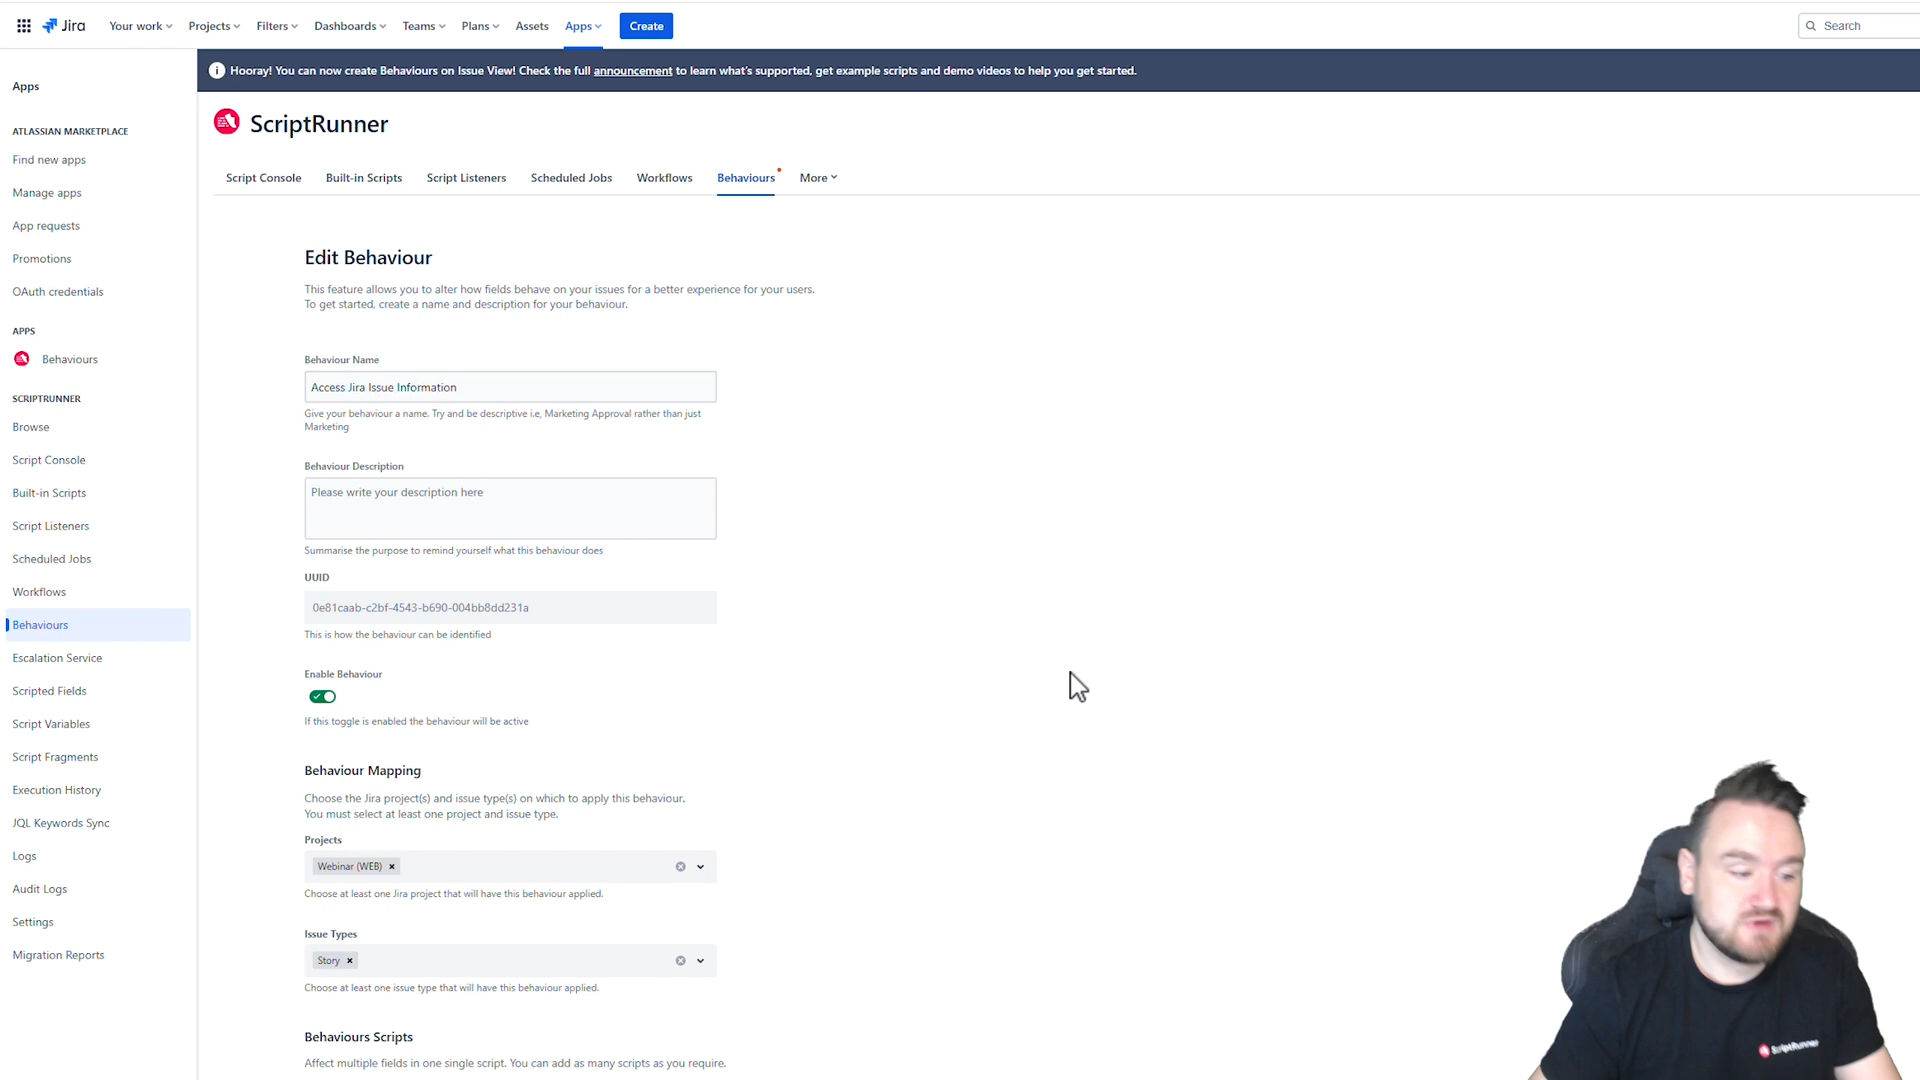 Jira
Your work
Projects
Filters
Dashboards
Teams
Plans
Assets
Apps
Create
Search
Hooray! You can now create Behaviours on Issue View! Check the full announcement to learn what's supported, get example scripts and demo videos to help you get started.
Apps
ATLASSIAN MARKETPLACE
Find new apps
Manage apps
App requests
Promotions
OAuth credentials
APPS
Behaviours
SCRIPTRUNNER
Browse
Script Console
Built-in Scripts
Script Listeners
Scheduled Jobs
Workflows
Behaviours
Escalation Service
Scripted Fields
Script Variables
Script Fragments
Execution History
JQL Keywords Sync
Logs
Audit Logs
Settings
Migration Reports
ScriptRunner
Script Console
Built-in Scripts
Script Listeners
Scheduled Jobs
Workflows
Behaviours
More
Edit Behaviour
This feature allows you to alter how fields behave on your issues for a better experience for your users.
To get started, create a name and description for your behaviour.
Behaviour Name
Access Jira Issue Information
Give your behaviour a name. Try and be descriptive i.e, Marketing Approval rather than just
Marketing
Behaviour Description
Please write your description here
Summarise the purpose to remind yourself what this behaviour does
UUID
0e81caab-c2bf-4543-b690-004bb8dd231a
This is how the behaviour can be identified
Enable Behaviour
If this toggle is enabled the behaviour will be active
Behaviour Mapping
Choose the Jira project(s) and issue type(s) on which to apply this behaviour.
You must select at least one project and issue type.
Projects
Webinar (WEB)
Choose at least one Jira project that will have this behaviour applied.
Issue Types
Story
Choose at least one issue type that will have this behaviour applied.
Behaviours Scripts
Affect multiple fields in one single script. You can add as many scripts as you require.
ScriptRunner